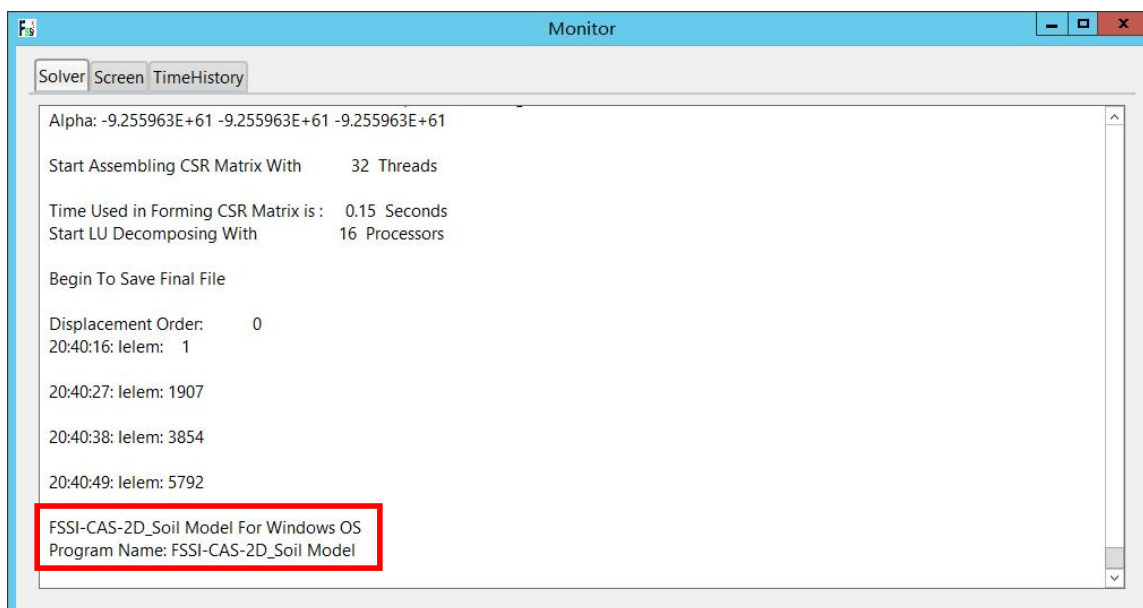 Monitor
Solver Screen TimeHistory
Alpha: -9.255963E+61 -9.255963E+61 -9.255963E+61
Start Assembling CSR Matrix With 32 Threads
Time Used in Forming CSR Matrix is : 0.15 Seconds
Start LU Decomposing With 16 Processors
Begin To Save Final File
Displacement Order: 0
20:40:16: Ielem: 1
20:40:27: Ielem: 1907
20:40:38: Ielem: 3854
20:40:49: Ielem: 5792
FSSI-CAS-2D_Soil Model For Windows OS
Program Name: FSSI-CAS-2D_Soil Model